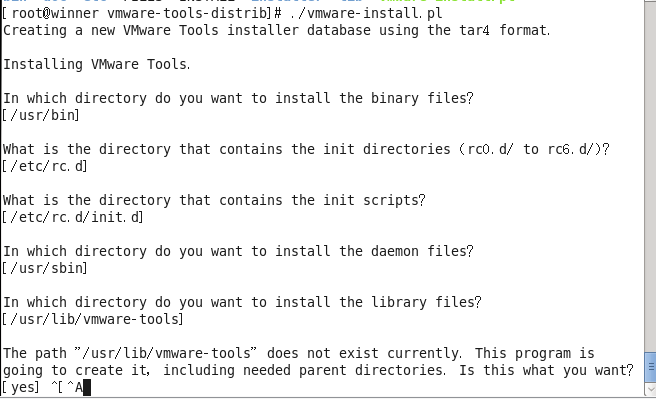 [root@winner vmware-tools-distrib]# ./vmware-install.pl
Creating a new VMware Tools installer database using the tar4 format.
Installing VMware Tools.
In which directory do you want to install the binary files?
[/usr/bin]
What is the directory that contains the init directories (rc0.d/ to rc6.d/)?
[/etc/rc.d]
What is the directory that contains the init scripts?
[/etc/rc.d/init.d]
In which directory do you want to install the daemon files?
[/usr/sbin]
In which directory do you want to install the library files?
[/usr/lib/vmware-tools]
The path "/usr/lib/vmware-tools" does not exist currently. This program is
going to create it, including needed parent directories. Is this what you want?
[yes] ^[^A